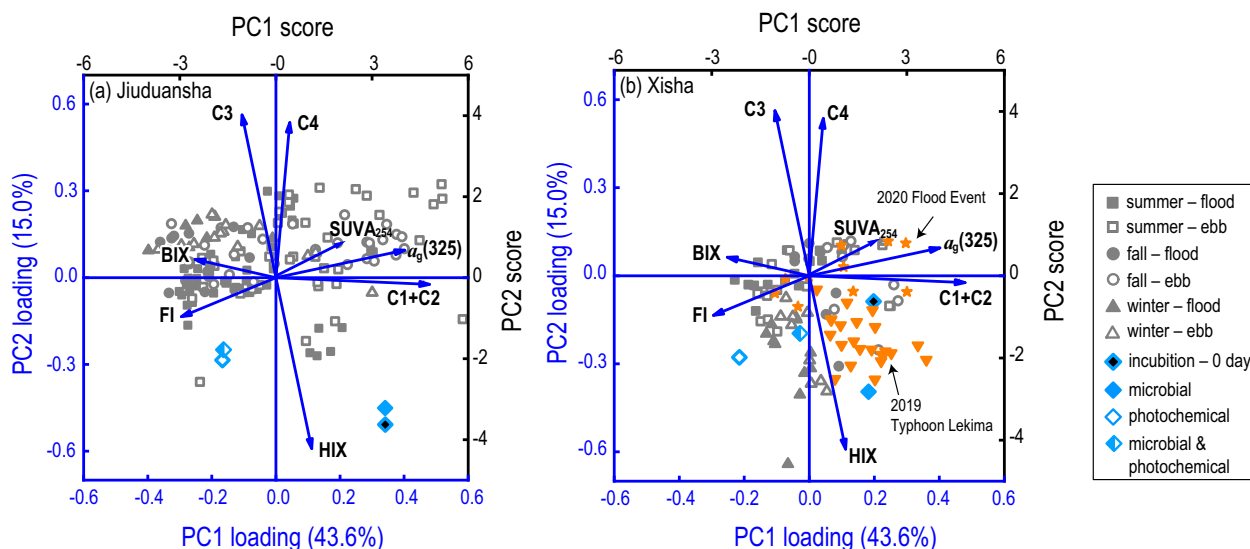 PC1 score
-6 -3 0 3 6
(a) Jiuduansha
PC2 loading (15.0%)
0.6
0.3
0.0
-0.3
-0.6
C3
C4
SUVA254
ag(325)
BIX
C1+C2
FI
HIX
4
2
0
-2
-4
PC2 score
-0.6 -0.4 -0.2 0.0 0.2 0.4 0.6
PC1 loading (43.6%)
PC1 score
-6 -3 0 3 6
(b) Xisha
PC2 loading (15.0%)
0.6
0.3
0.0
-0.3
-0.6
C3
C4
2020 Flood Event
SUVA254
ag(325)
BIX
C1+C2
FI
2019
Typhoon Lekima
HIX
4
2
0
-2
-4
PC2 score
-0.6 -0.4 -0.2 0.0 0.2 0.4 0.6
PC1 loading (43.6%)
summer – flood
summer – ebb
fall – flood
fall – ebb
winter – flood
winter – ebb
incubition – 0 day
microbial
photochemical
microbial &
photochemical